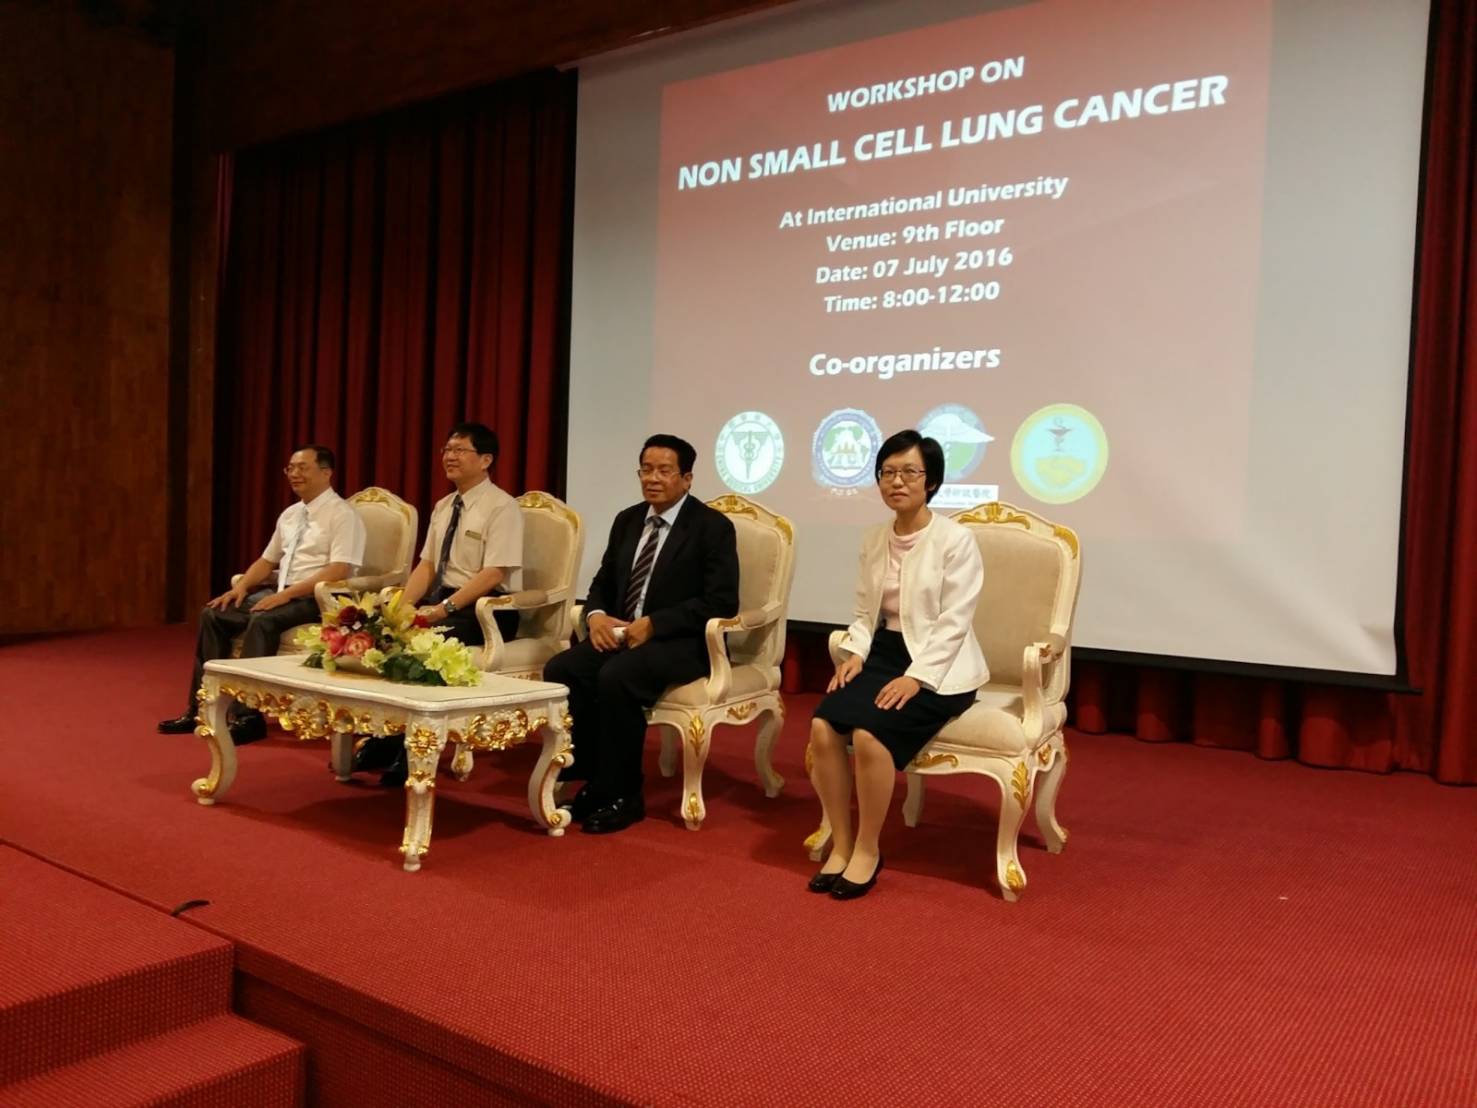 WORKSHOP ON
NON SMALL CELL LUNG CANCER
At International University
Venue: 9th Floor
Date: 07 July 2016
Time: 8:00-12:00
Co-organizers